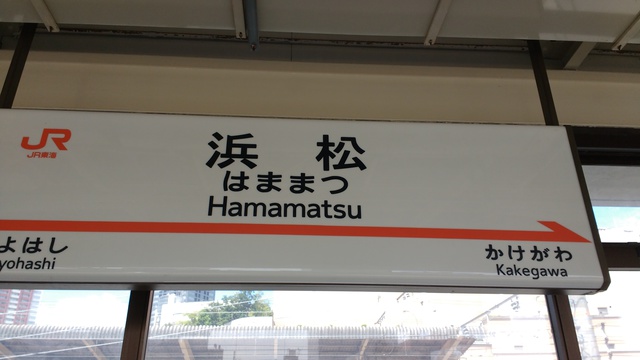 JR
JR東海
浜松
はままつ
Hamamatsu
よはし
yohashi
かけがわ
Kakegawa